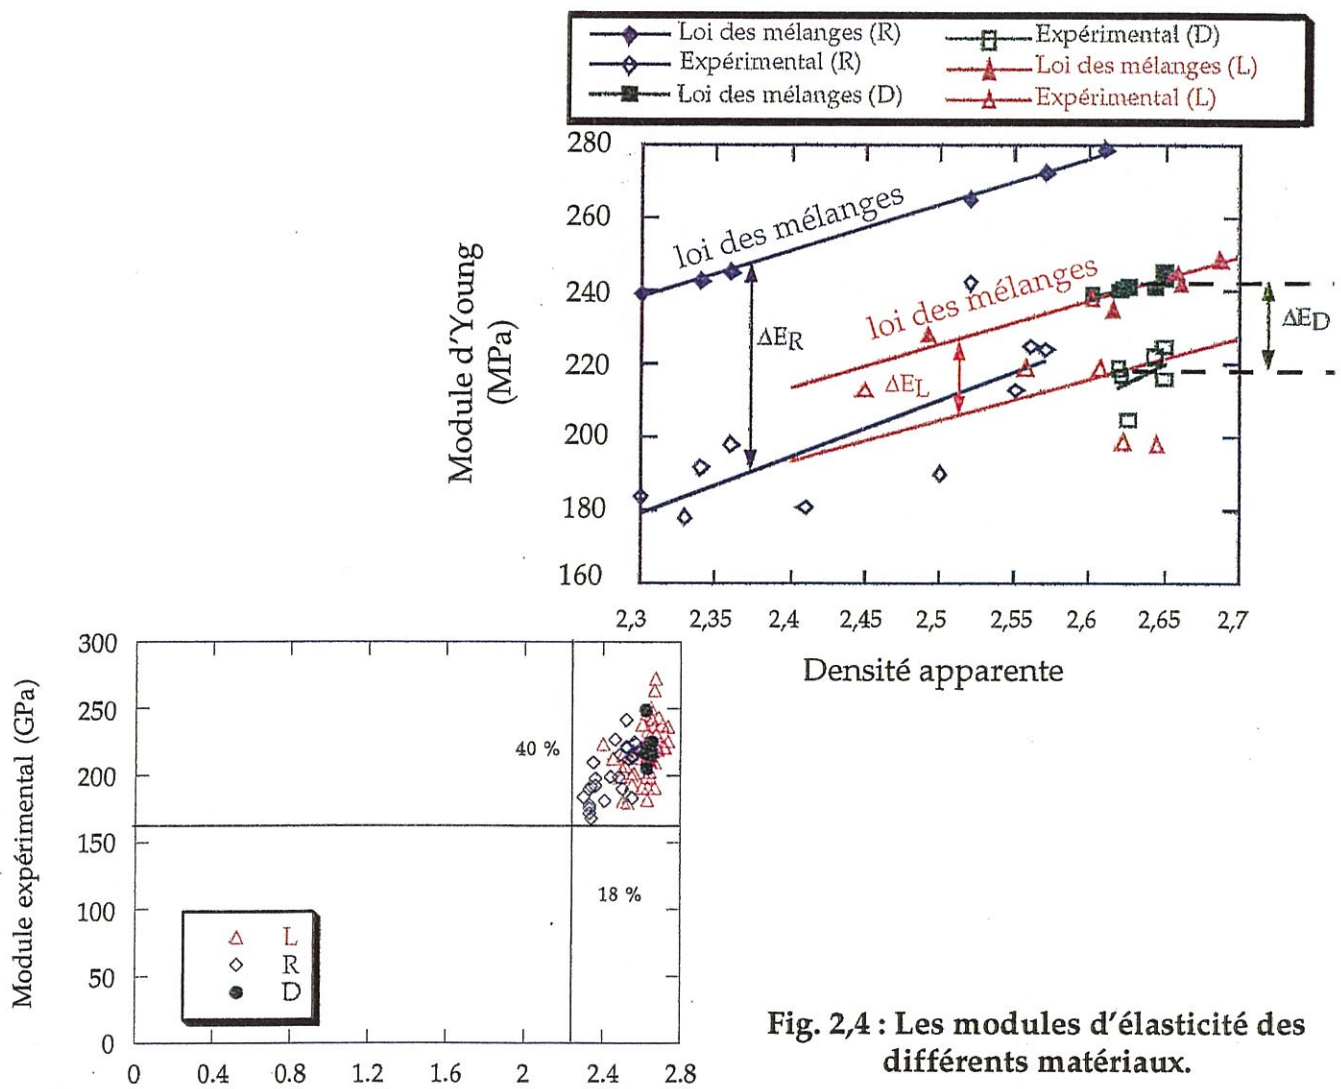 Loi des mélanges (R)
Expérimental (R)
Loi des mélanges (D)
Expérimental (D)
Loi des mélanges (L)
Expérimental (L)
280
260
240
220
200
180
160
Module d'Young
(MPa)
loi des mélanges
loi des mélanges
ΔER
ΔEL
ΔED
2,3 2,35 2,4 2,45 2,5 2,55 2,6 2,65 2,7
Densité apparente
300
250
200
150
100
50
0
Module expérimental (GPa)
40 %
18 %
L
R
D
0 0.4 0.8 1.2 1.6 2 2.4 2.8
Fig. 2,4 : Les modules d'élasticité des
différents matériaux.